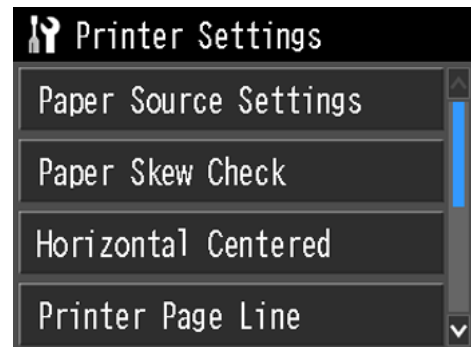 Printer Settings
Paper Source Settings
Paper Skew Check
Horizontal Centered
Printer Page Line